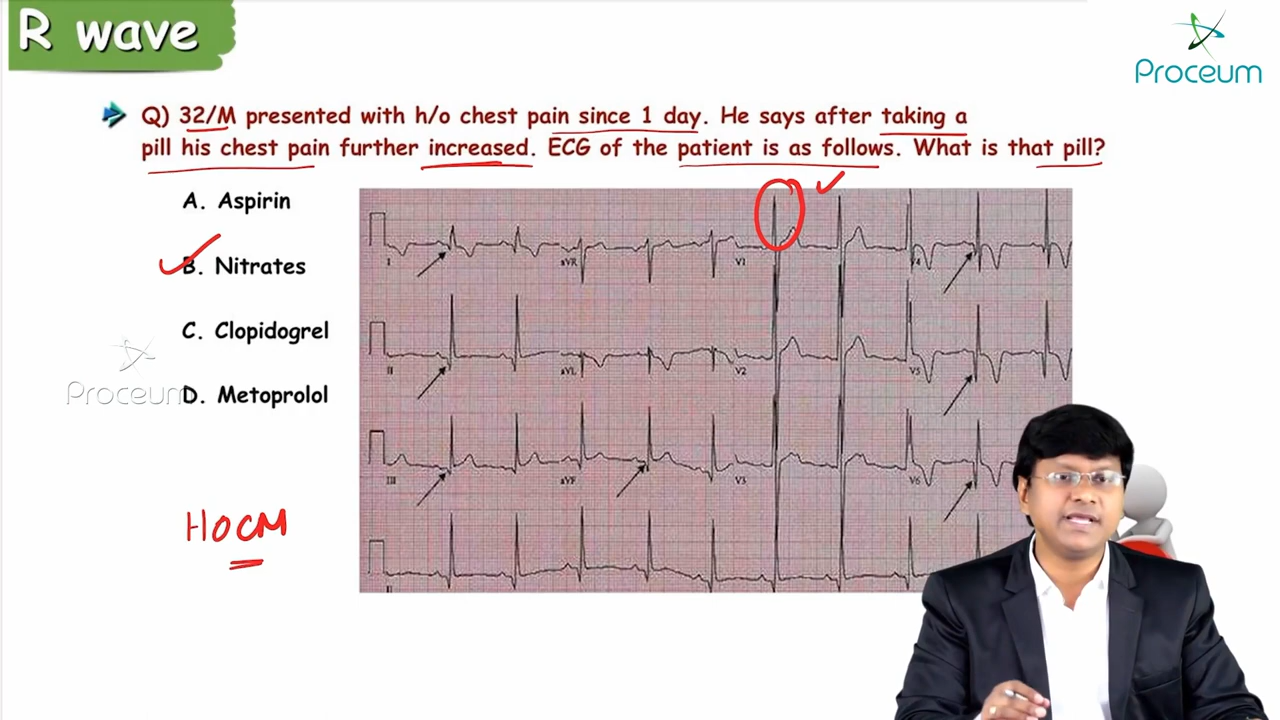 R wave
Proceum
Q) 32/M presented with h/o chest pain since 1 day. He says after taking a
pill his chest pain further increased. ECG of the patient is as follows. What is that pill?
A. Aspirin
B. Nitrates
C. Clopidogrel
D. Metoprolol
Proceum
HOCM
I
aVR
V1
V4
II
aVL
V2
V5
III
aVF
V3
V6
II